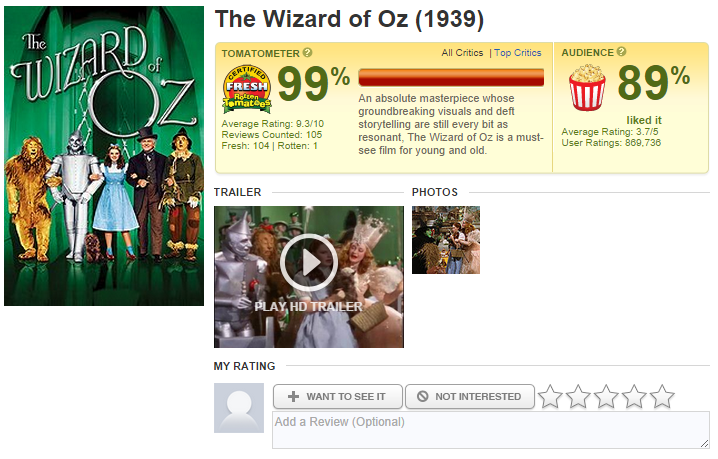 The
WIZARD
of
OZ
The Wizard of Oz (1939)
TOMATOMETER ?
All Critics | Top Critics
CERTIFIED
FRESH
Rotten
Tomatoes
99%
An absolute masterpiece whose
groundbreaking visuals and deft
storytelling are still every bit as
resonant, The Wizard of Oz is a must-
see film for young and old.
Average Rating: 9.3/10
Reviews Counted: 105
Fresh: 104 | Rotten: 1
AUDIENCE ?
89%
liked it
Average Rating: 3.7/5
User Ratings: 869,736
TRAILER
PLAY HD TRAILER
PHOTOS
MY RATING
WANT TO SEE IT
NOT INTERESTED
Add a Review (Optional)